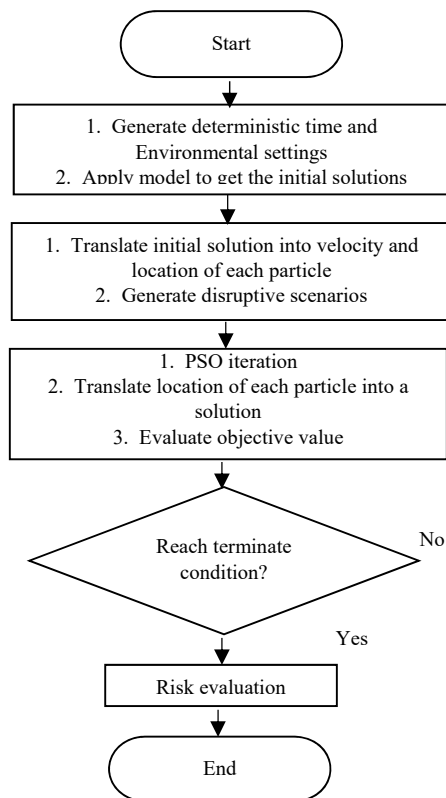 Start
1. Generate deterministic time and
Environmental settings
2. Apply model to get the initial solutions
1. Translate initial solution into velocity and
location of each particle
2. Generate disruptive scenarios
1. PSO iteration
2. Translate location of each particle into a
solution
3. Evaluate objective value
Reach terminate
condition?
No
Yes
Risk evaluation
End